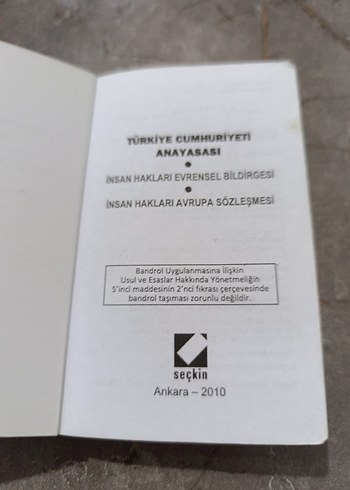 TÜRKİYE CUMHURİYETİ
ANAYASASI
●
İNSAN HAKLARI EVRENSEL BİLDİRGESİ
●
İNSAN HAKLARI AVRUPA SÖZLEŞMESİ
Bandrol Uygulanmasına İlişkin
Usul ve Esaslar Hakkında Yönetmeliğin
5'inci maddesinin 2'nci fıkrası çerçevesinde
bandrol taşıması zorunlu değildir.
seçkin
Ankara – 2010